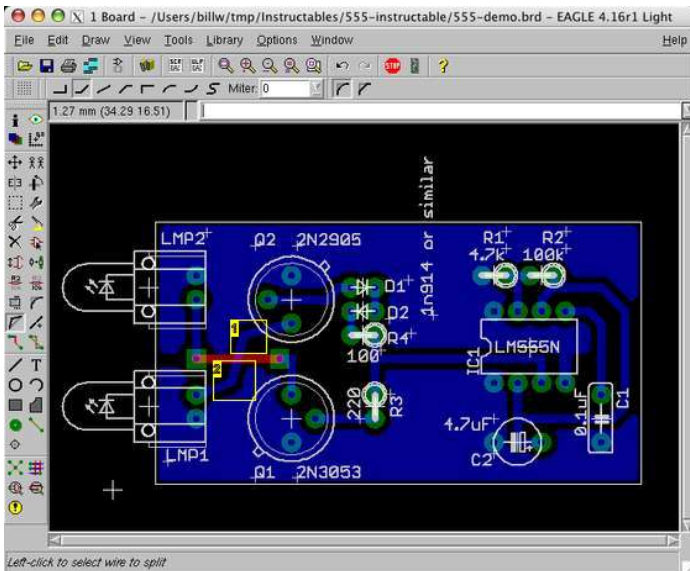 1 Board - /Users/billw/tmp/Instructables/555-instructable/555-demo.brd - EAGLE 4.16r1 Light
File Edit Draw View Tools Library Options Window Help
Miter: 0
1.27 mm (34.29 16.51)
1n914 or similar
LMP2
Q2 2N2905
R1
4.7k
R2
100k
D1
D2
R4
100
1
2
IC1
LM555N
220
R3
4.7uF
C2
0.1uF
C1
LMP1
Q1 2N3053
Left-click to select wire to split